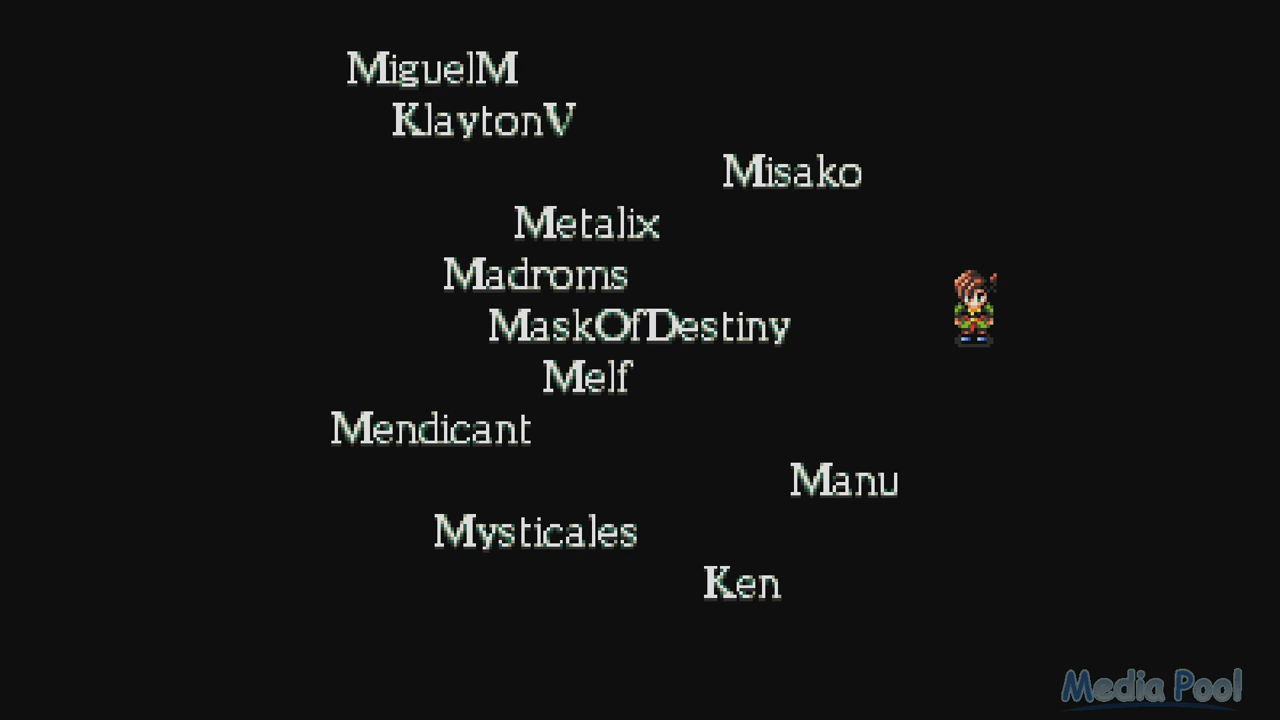 MiguelM
KlaytonV
Misako
Metalix
Madroms
MaskOfDestiny
Melf
Mendicant
Manu
Mysticales
Ken
Media Pool